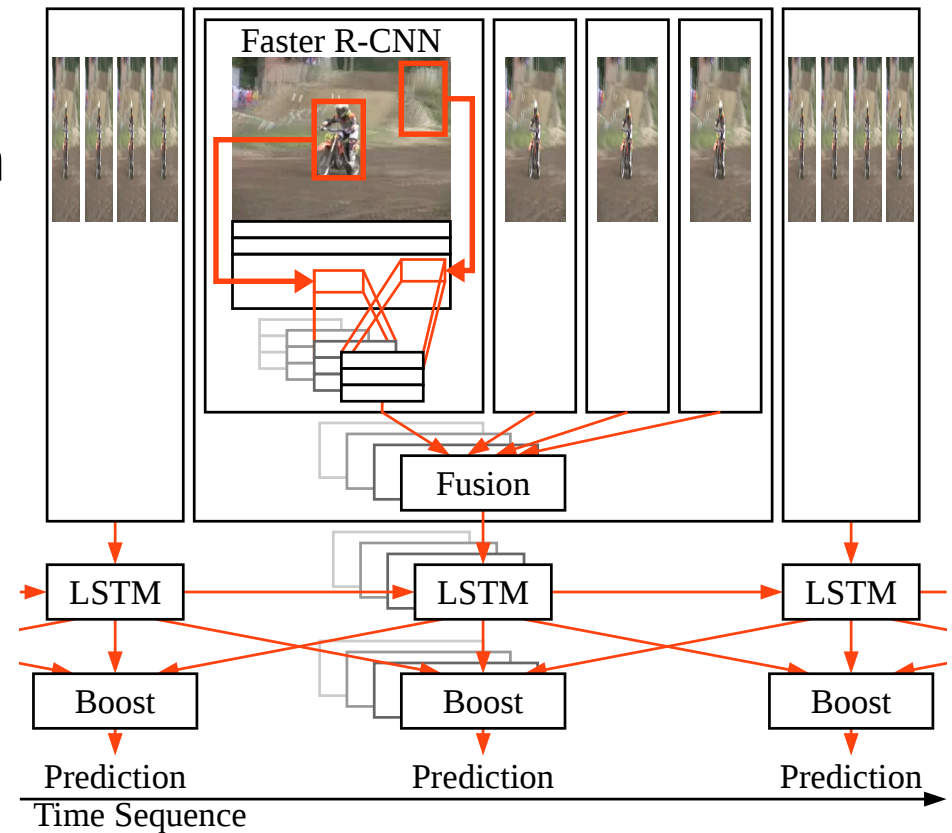 Faster R-CNN
Fusion
LSTM LSTM LSTM
Boost Boost Boost
Prediction Prediction Prediction
Time Sequence